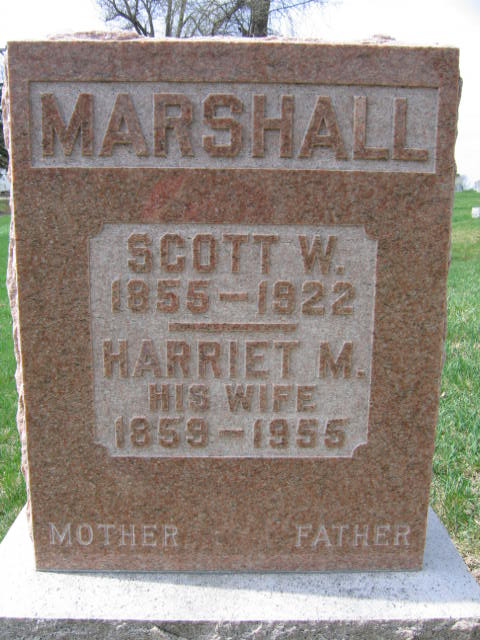 MARSHALL
SCOTT W.
1855-1922
HARRIET M.
HIS WIFE
1859-1955
MOTHER FATHER